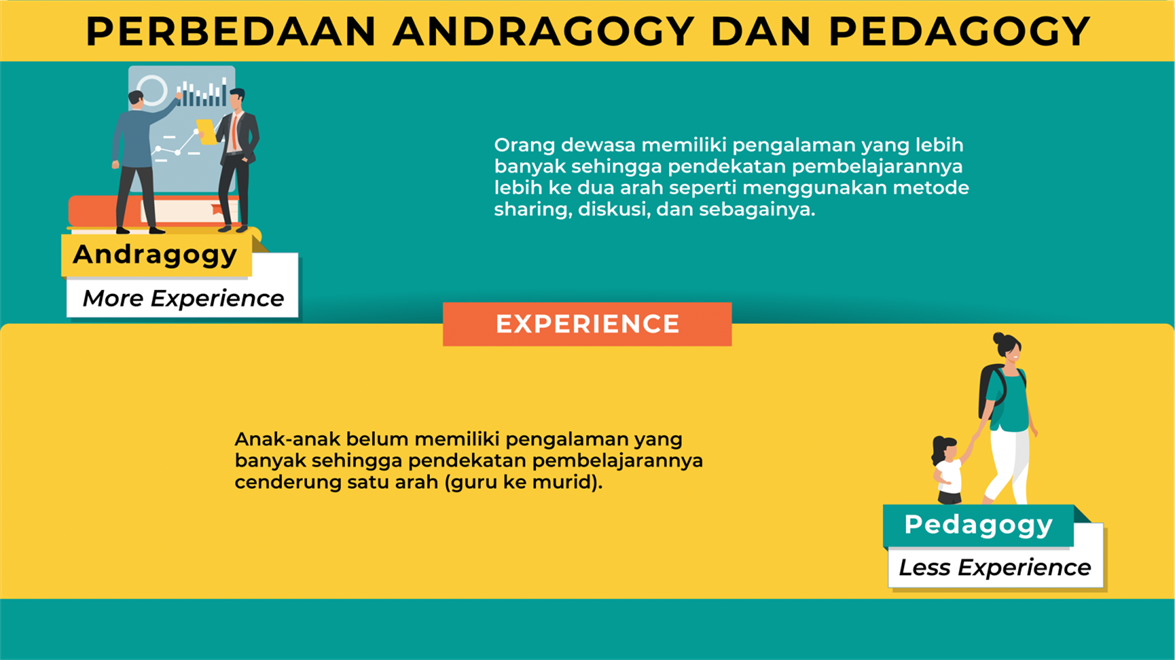 PERBEDAAN ANDRAGOGY DAN PEDAGOGY
Orang dewasa memiliki pengalaman yang lebih
banyak sehingga pendekatan pembelajarannya
lebih ke dua arah seperti menggunakan metode
sharing, diskusi, dan sebagainya.
Andragogy
More Experience
EXPERIENCE
Anak-anak belum memiliki pengalaman yang
banyak sehingga pendekatan pembelajarannya
cenderung satu arah (guru ke murid).
Pedagogy
Less Experience